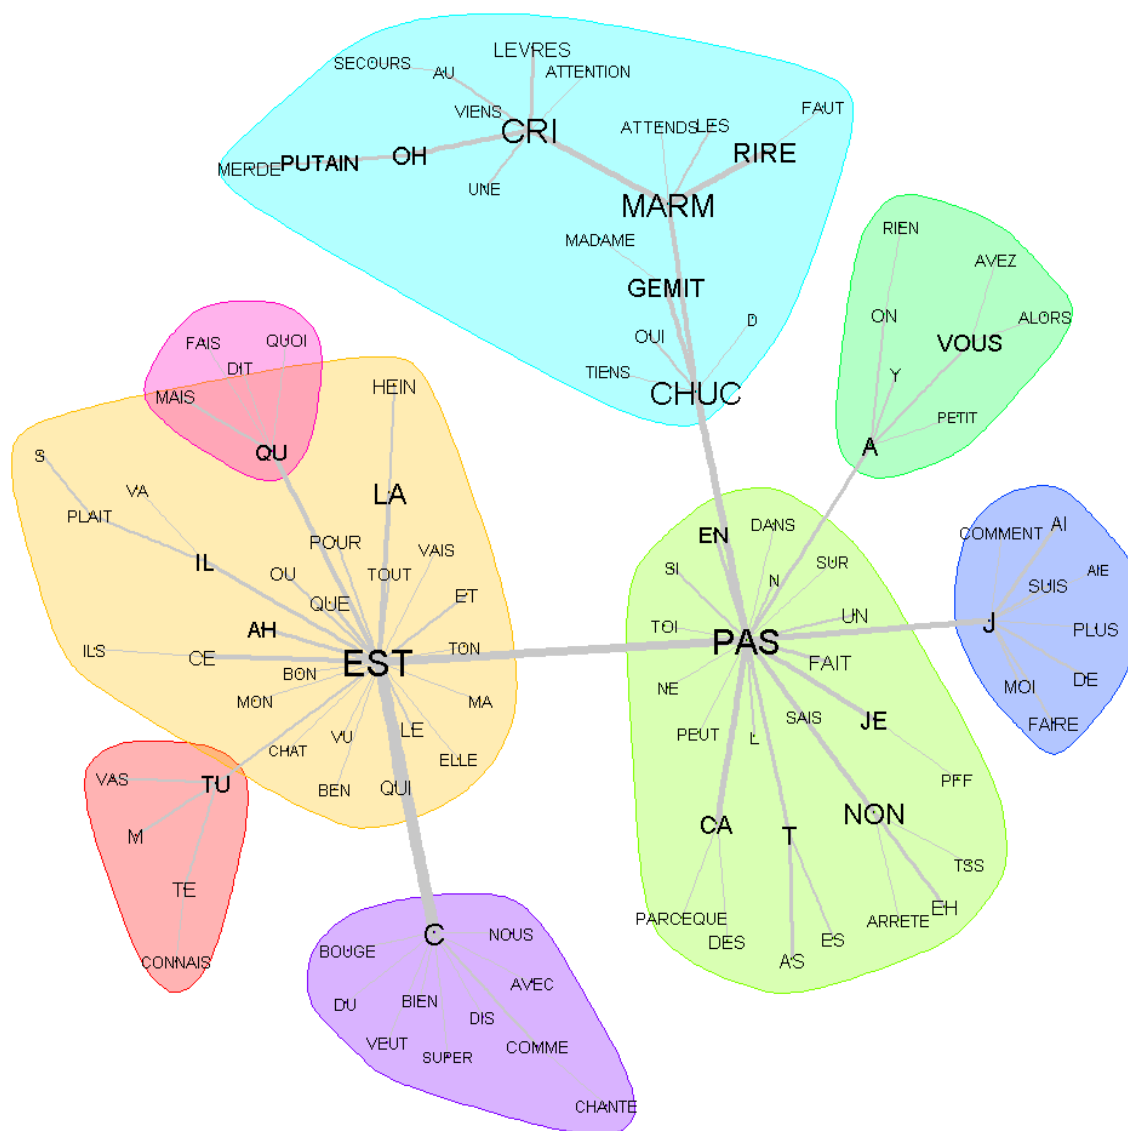 LEVRES
SECOURS
AU
ATTENTION
VIENS
CRI
FAUT
ATTENDS
LES
RIRE
OH
PUTAIN
MERDE
UNE
MARM
MADAME
GEMIT
D
OUI
TIENS
CHUC
RIEN
AVEZ
ON
ALORS
VOUS
Y
PETIT
A
FAIS
QUOI
DIT
MAIS
QU
HEIN
S
LA
VA
PLAIT
IL
POUR
VAIS
OU
TOUT
QUE
ET
AH
ILS
CE
EST
TON
BON
MON
MA
VU
LE
CHAT
ELLE
BEN
QUI
EN
DANS
SI
N
SUR
TOI
UN
PAS
FAIT
NE
SAIS
JE
PEUT
L
PFF
CA
T
NON
TSS
PARCEQUE
DES
ES
AS
ARRETE
EH
COMMENT
AI
AIE
SUIS
J
PLUS
MOI
DE
FAIRE
VAS
TU
M
TE
CONNAIS
C
NOUS
BOUGE
AVEC
DU
BIEN
DIS
VEUT
SUPER
COMME
CHANTE